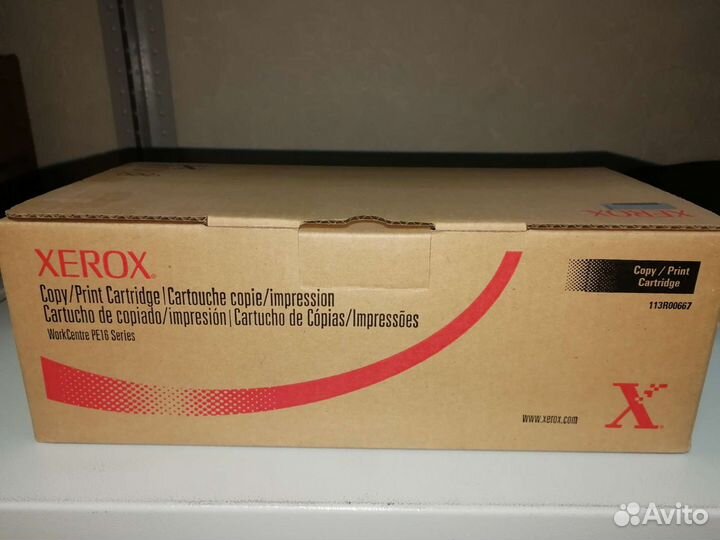 XEROX
XEROX
Copy/Print Cartridge | Cartouche copie/impression
Cartucho de copiado/impresión | Cartucho de Cópias/Impressões
WorkCentre PE16 Series
Copy / Print
Cartridge
113R00667
X
www.xerox.com
Avito